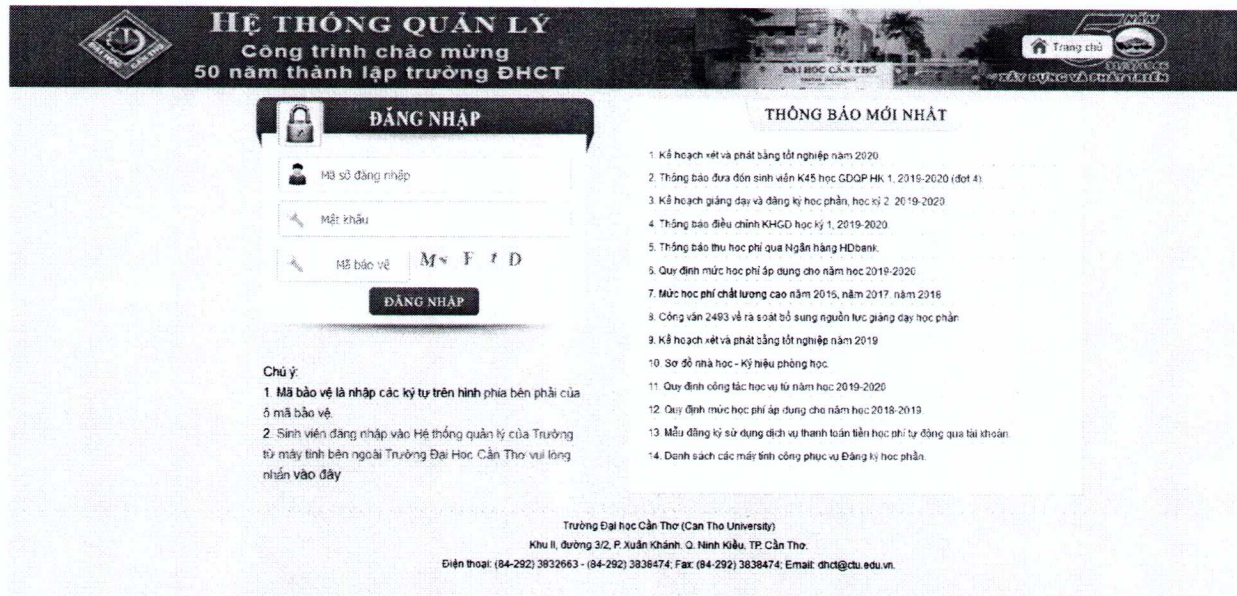 HỆ THỐNG QUẢN LÝ
Công trình chào mừng
50 năm thành lập trường ĐHCT
ĐẠI HỌC CẦN THƠ
ĐẠI HỌC CẦN THƠ
Trang chủ
50 NĂM
XÂY DỰNG VÀ PHÁT TRIỂN
ĐĂNG NHẬP
Mã số đăng nhập
Mật khẩu
Mã bảo vệ
ĐĂNG NHẬP
Chú ý:
1. Mã bảo vệ là nhập các ký tự trên hình phía bên phải của
ô mã bảo vệ.
2. Sinh viên đăng nhập vào Hệ thống quản lý của Trường
từ máy tính bên ngoài Trường Đại Học Cần Thơ vui lòng
nhấn vào đây
THÔNG BÁO MỚI NHẤT
1. Kế hoạch xét và phát bằng tốt nghiệp năm 2020
2. Thông báo đưa đón sinh viên K45 học GDQP HK 1, 2019-2020 (đợt 4).
3. Kế hoạch giảng dạy và đăng ký học phần, học kỳ 2, 2019-2020
4. Thông báo điều chỉnh KHGD học kỳ 1, 2019-2020.
5. Thông báo thu học phí qua Ngân hàng HDbank.
6. Quy định mức học phí áp dụng cho năm học 2019-2020
7. Mức học phí chất lượng cao năm 2016, năm 2017, năm 2018
8. Công văn 2493 về rà soát bổ sung nguồn lực giảng dạy học phần
9. Kế hoạch xét và phát bằng tốt nghiệp năm 2019
10. Sơ đồ nhà học - Ký hiệu phòng học.
11. Quy định công tác học vụ từ năm học 2019-2020
12. Quy định mức học phí áp dụng cho năm học 2018-2019
13. Mẫu đăng ký sử dụng dịch vụ thanh toán tiền học phí tự động qua tài khoản.
14. Danh sách các máy tính công phục vụ Đăng ký học phần.
Trường Đại học Cần Thơ (Can Tho University)
Khu II, đường 3/2, P. Xuân Khánh, Q. Ninh Kiều, TP. Cần Thơ.
Điện thoại: (84-292) 3832663 - (84-292) 3838474; Fax: (84-292) 3838474; Email: dhct@ctu.edu.vn.